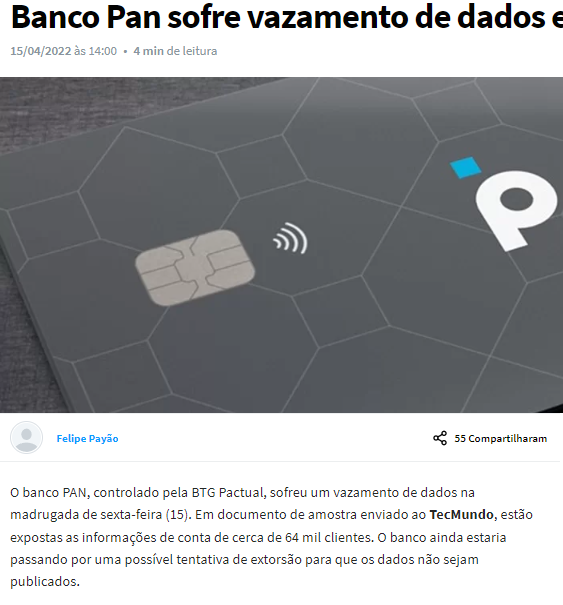 Banco Pan sofre vazamento de dados e
15/04/2022 às 14:00 • 4 min de leitura
Felipe Payão
55 Compartilharam
O banco PAN, controlado pela BTG Pactual, sofreu um vazamento de dados na
madrugada de sexta-feira (15). Em documento de amostra enviado ao TecMundo, estão
expostas as informações de conta de cerca de 64 mil clientes. O banco ainda estaria
passando por uma possível tentativa de extorsão para que os dados não sejam
publicados.